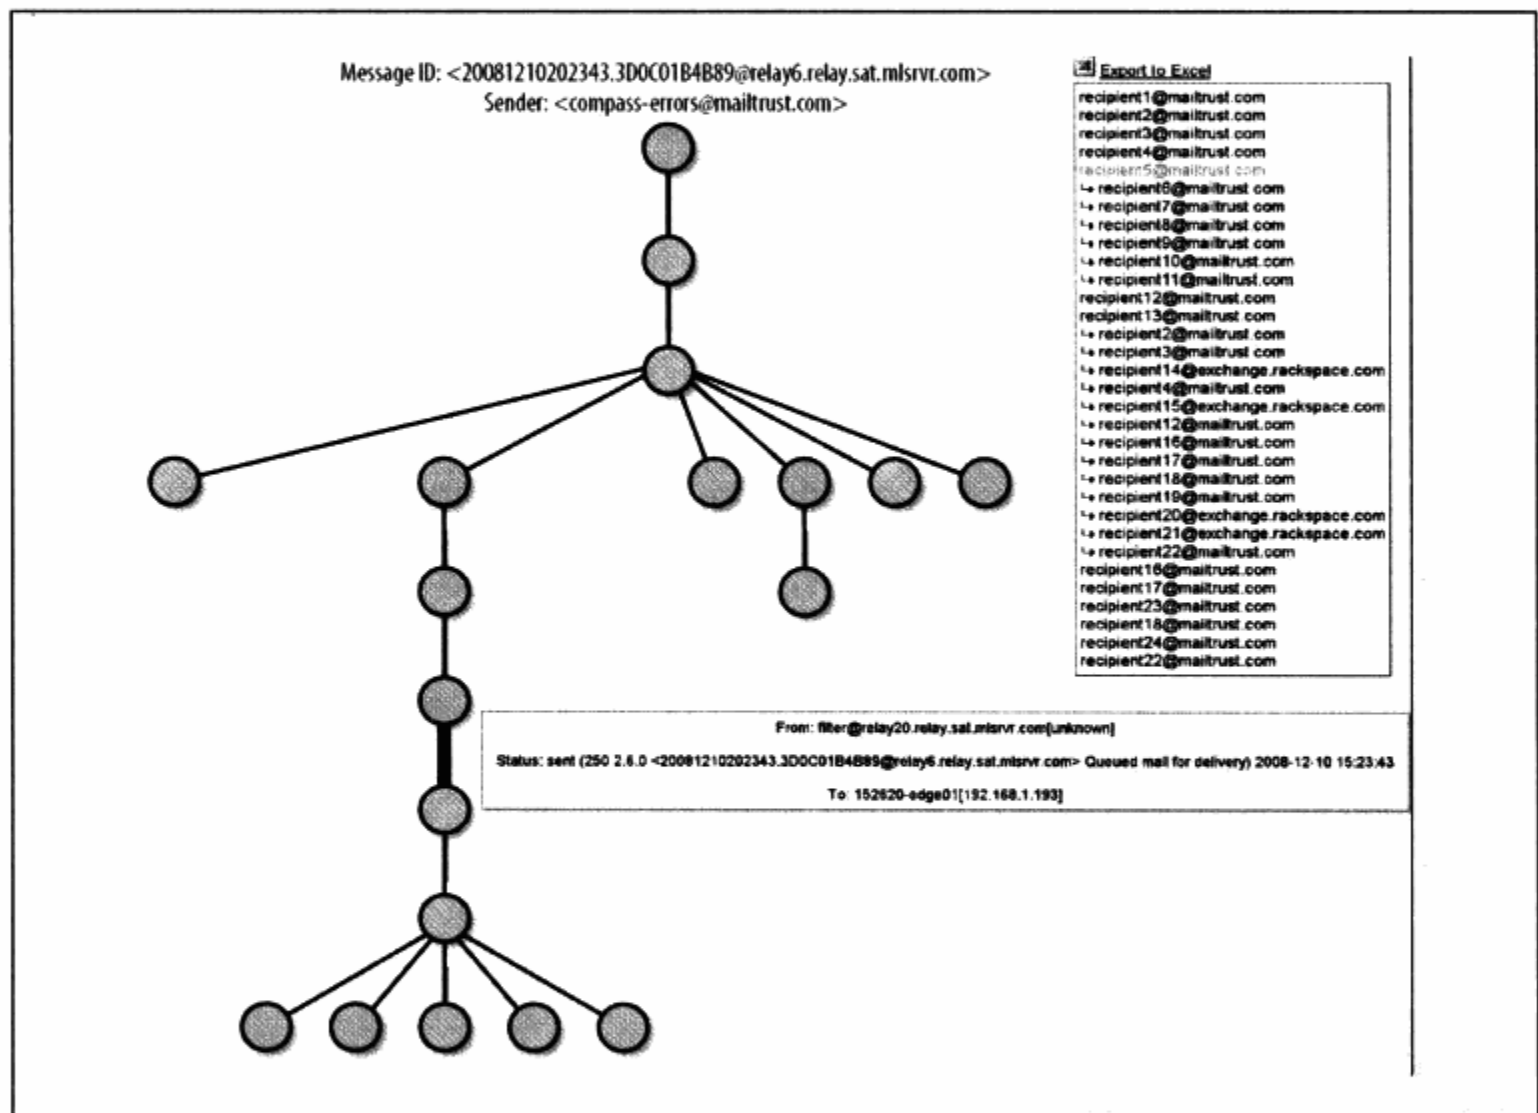 Message ID: <20081210202343.3D0C01B4B89@relay6.relay.sat.mlsrvr.com>
Sender: <compass-errors@mailtrust.com>
Export to Excel
recipient1@mailtrust.com
recipient2@mailtrust.com
recipient3@mailtrust.com
recipient4@mailtrust.com
recipient5@mailtrust.com
↳ recipient6@mailtrust.com
↳ recipient7@mailtrust.com
↳ recipient8@mailtrust.com
↳ recipient9@mailtrust.com
↳ recipient10@mailtrust.com
↳ recipient11@mailtrust.com
recipient12@mailtrust.com
recipient13@mailtrust.com
↳ recipient2@mailtrust.com
↳ recipient3@mailtrust.com
↳ recipient14@exchange.rackspace.com
↳ recipient4@mailtrust.com
↳ recipient15@exchange.rackspace.com
↳ recipient12@mailtrust.com
↳ recipient16@mailtrust.com
↳ recipient17@mailtrust.com
↳ recipient18@mailtrust.com
↳ recipient19@mailtrust.com
↳ recipient20@exchange.rackspace.com
↳ recipient21@exchange.rackspace.com
↳ recipient22@mailtrust.com
recipient16@mailtrust.com
recipient17@mailtrust.com
recipient23@mailtrust.com
recipient18@mailtrust.com
recipient24@mailtrust.com
recipient22@mailtrust.com
From: filter@relay20.relay.sat.mlsrvr.com[unknown]
Status: sent (250 2.6.0 <20081210202343.3D0C01B4B89@relay6.relay.sat.mlsrvr.com> Queued mail for delivery) 2008-12-10 15:23:43
To: 152620-edge01[192.168.1.193]